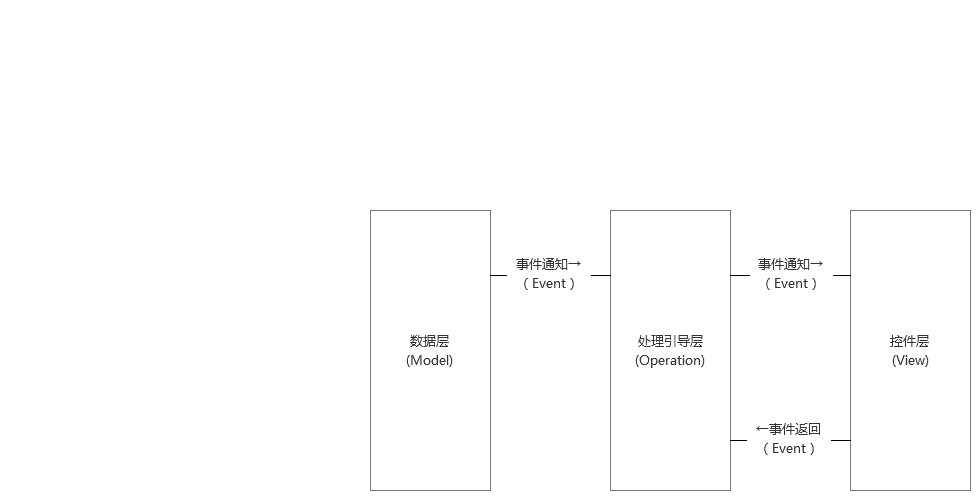 事件通知→
（Event）
事件通知→
（Event）
数据层
(Model)
处理引导层
(Operation)
控件层
(View)
←事件返回
（Event）